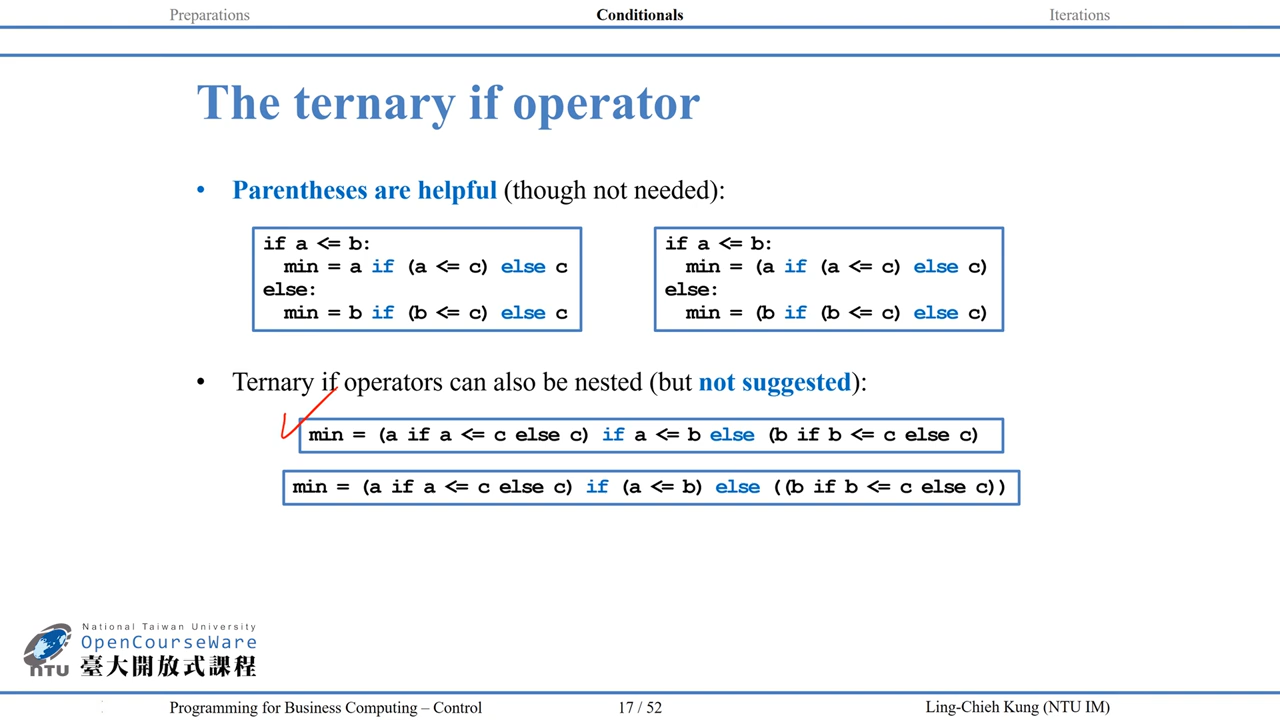 Preparations Conditionals Iterations
The ternary if operator
• Parentheses are helpful (though not needed):
if a <= b:
  min = a if (a <= c) else c
else:
  min = b if (b <= c) else c
if a <= b:
  min = (a if (a <= c) else c)
else:
  min = (b if (b <= c) else c)
• Ternary if operators can also be nested (but not suggested):
min = (a if a <= c else c) if a <= b else (b if b <= c else c)
min = (a if a <= c else c) if (a <= b) else ((b if b <= c else c))
National Taiwan University
OpenCourseWare
臺大開放式課程
NTU
Programming for Business Computing – Control 17 / 52 Ling-Chieh Kung (NTU IM)